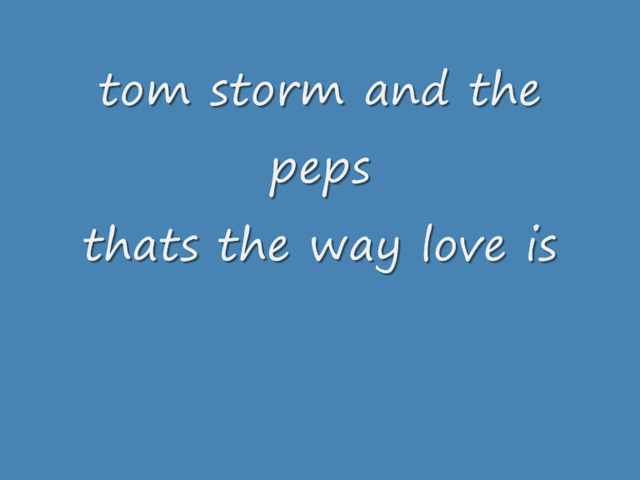 tom storm and the
peps
thats the way love is